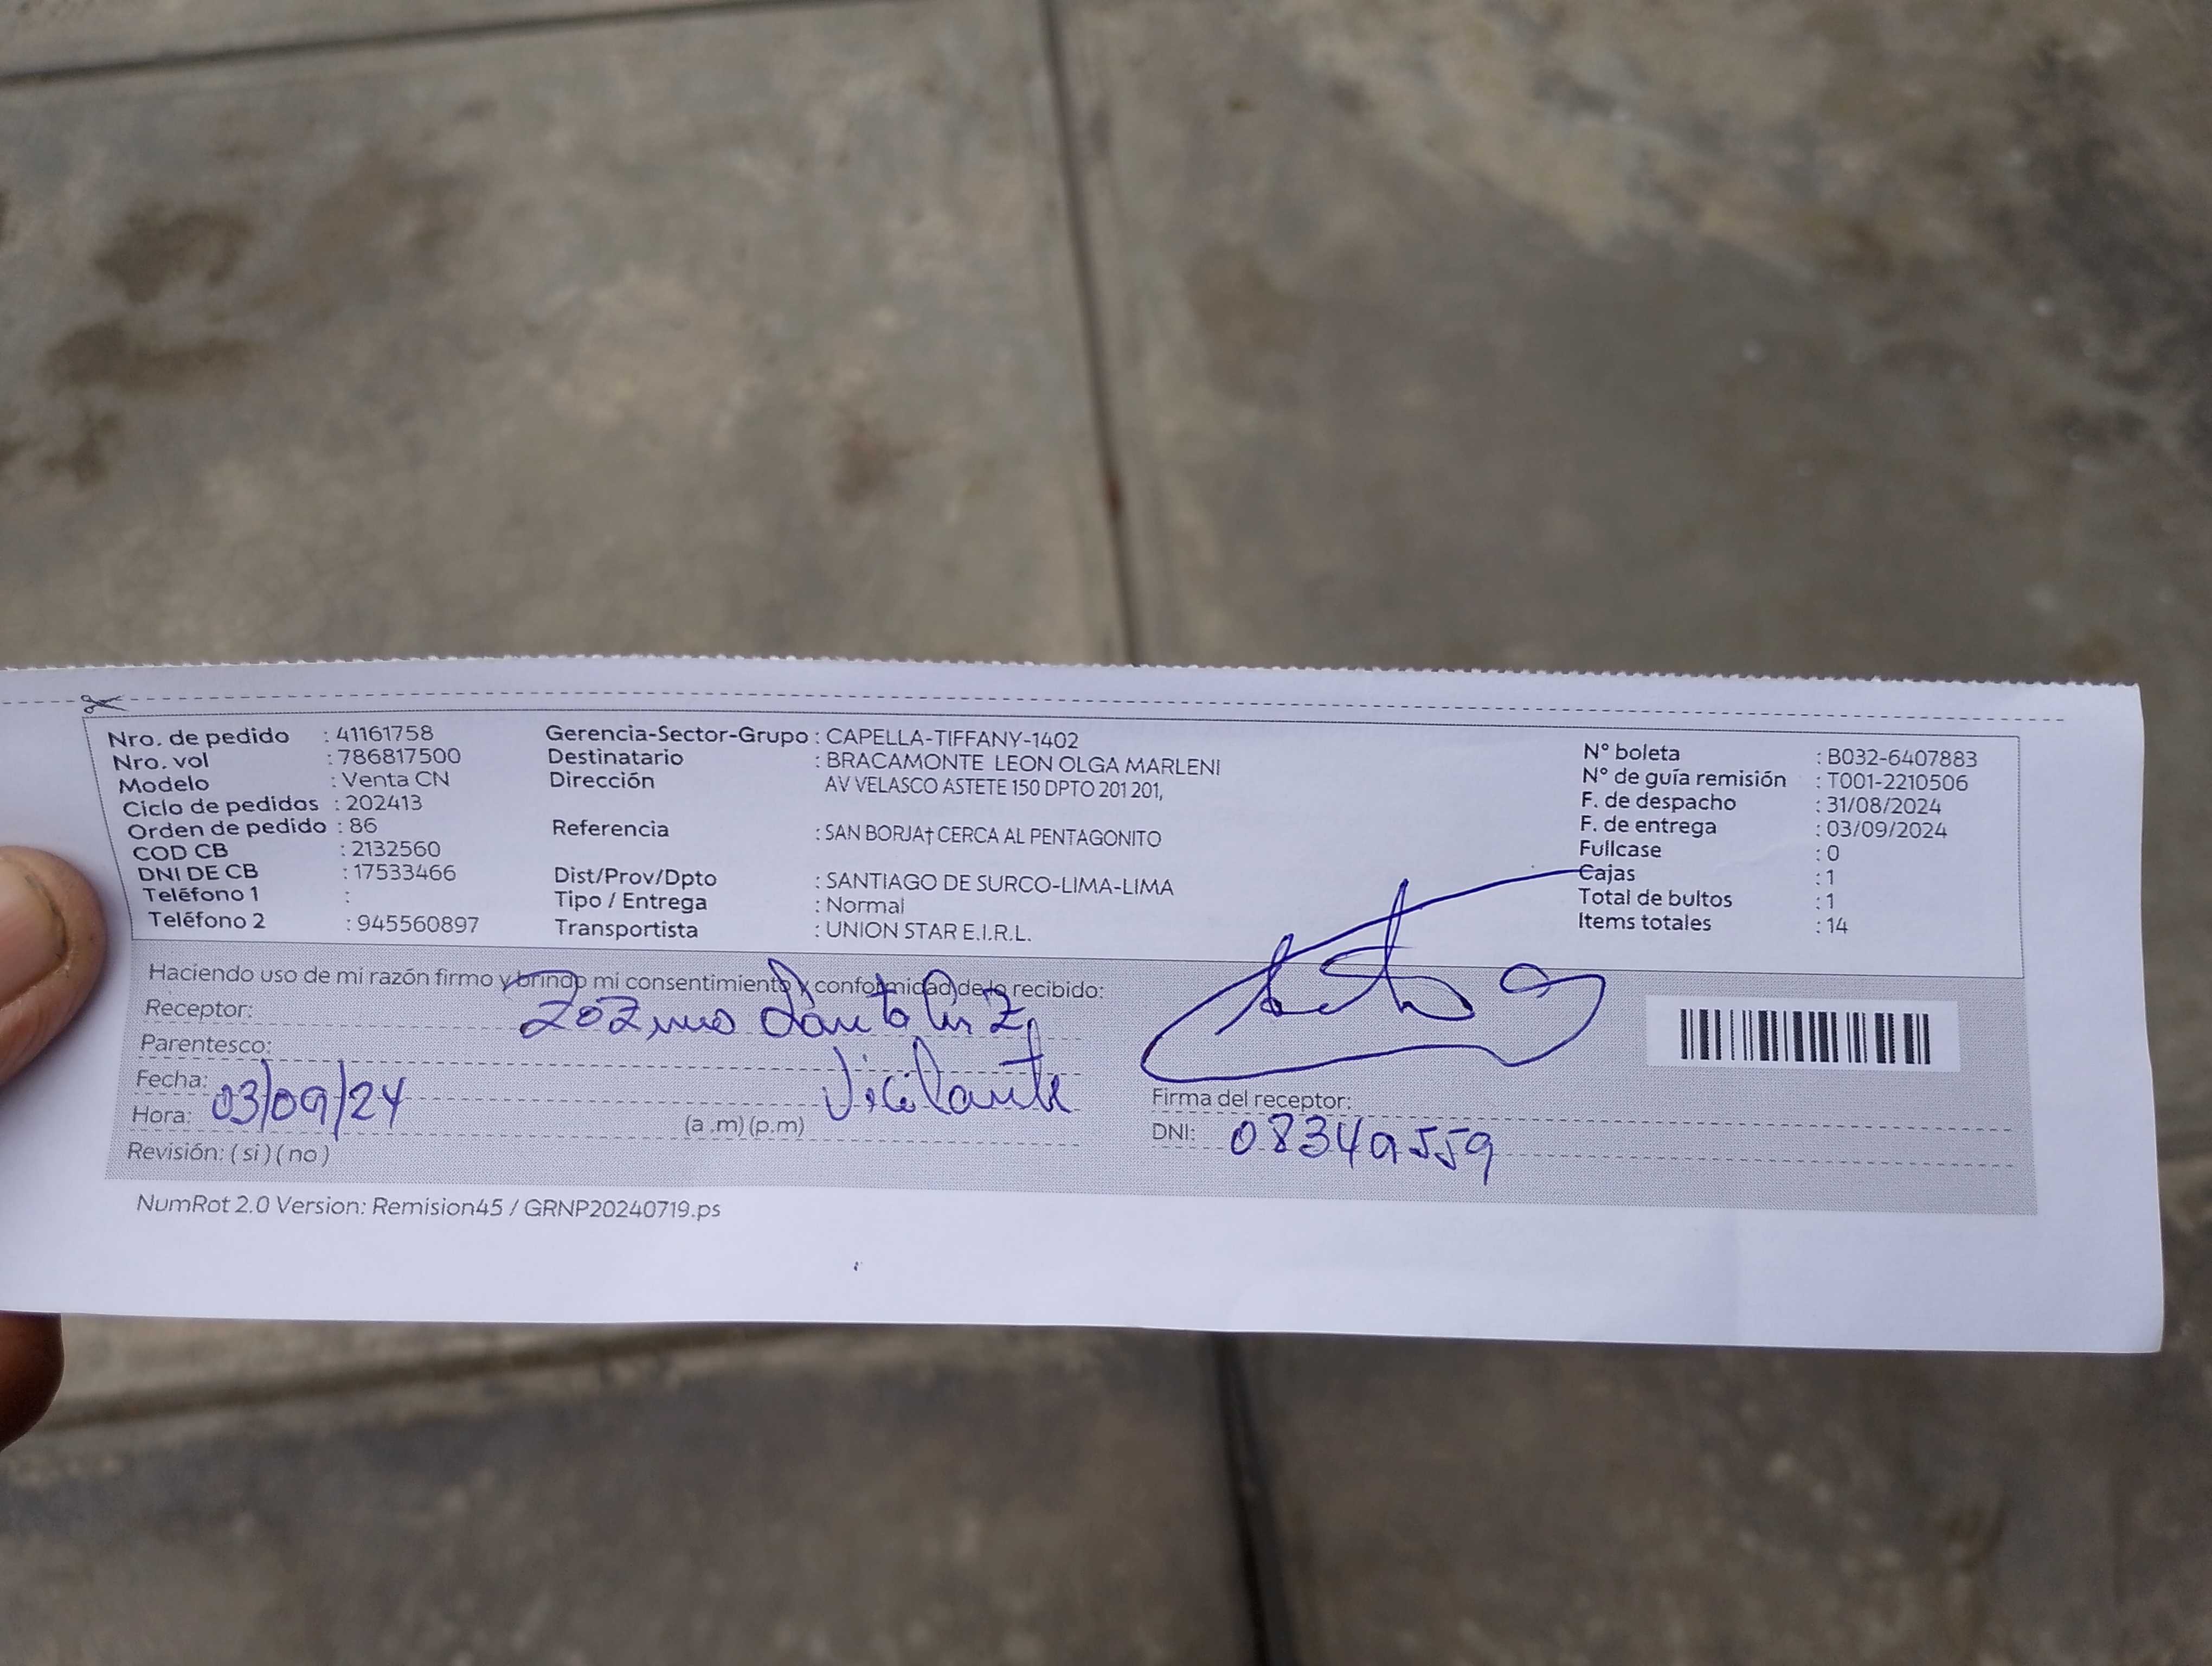 Nro. de pedido : 41161758
Nro. vol : 786817500
Modelo : Venta CN
Ciclo de pedidos : 202413
Orden de pedido : 86
COD CB : 2132560
DNI DE CB : 17533466
Teléfono 1 :
Teléfono 2 : 945560897
Gerencia-Sector-Grupo : CAPELLA-TIFFANY-1402
Destinatario : BRACAMONTE LEON OLGA MARLENI
Dirección AV VELASCO ASTETE 150 DPTO 201 201,
Referencia : SAN BORJA† CERCA AL PENTAGONITO
Dist/Prov/Dpto : SANTIAGO DE SURCO-LIMA-LIMA
Tipo / Entrega : Normal
Transportista : UNION STAR E.I.R.L.
N° boleta : B032-6407883
N° de guía remisión : T001-2210506
F. de despacho : 31/08/2024
F. de entrega : 03/09/2024
Fullcase : 0
Cajas : 1
Total de bultos : 1
Items totales : 14
Haciendo uso de mi razón firmo y brindo mi consentimiento y conformidad de lo recibido:
Receptor:
Parentesco: Vigilante
Fecha: 03/09/24
Hora: (a .m) (p.m)
Revisión: ( si ) ( no )
Firma del receptor:
DNI: 08349559
NumRot 2.0 Version: Remision45 / GRNP20240719.ps